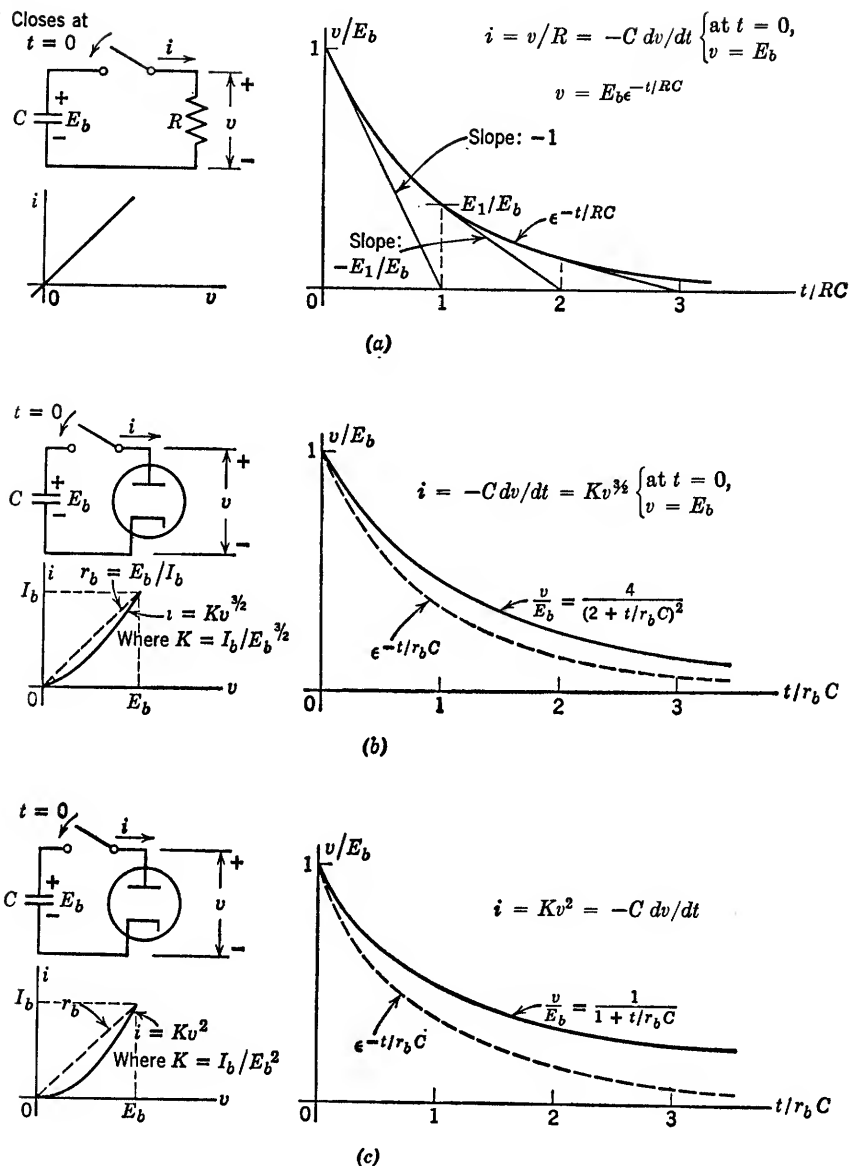 Closes at
t = 0
i
+
C
+
E_b
−
R
v
−
i
0
v
v/E_b
1
i = v/R = −C dv/dt { at t = 0, v = E_b
v = E_b ϵ^{−t/RC}
Slope: −1
E_1/E_b
ϵ^{−t/RC}
Slope:
−E_1/E_b
0 1 2 3 t/RC
(a)
t = 0
i
+
C
+
E_b
−
v
−
i
r_b = E_b/I_b
I_b
i = Kv^{3/2}
Where K = I_b/E_b^{3/2}
0
E_b
v
v/E_b
1
i = −C dv/dt = Kv^{3/2} { at t = 0, v = E_b
v/E_b = 4/(2 + t/r_bC)^2
ϵ^{−t/r_bC}
0 1 2 3 t/r_bC
(b)
t = 0
i
+
C
+
E_b
−
v
−
i
I_b
r_b
i = Kv^2
Where K = I_b/E_b^2
0
E_b
v
v/E_b
1
i = Kv^2 = −C dv/dt
v/E_b = 1/(1 + t/r_bC)
ϵ^{−t/r_bC}
0 1 2 3 t/r_bC
(c)